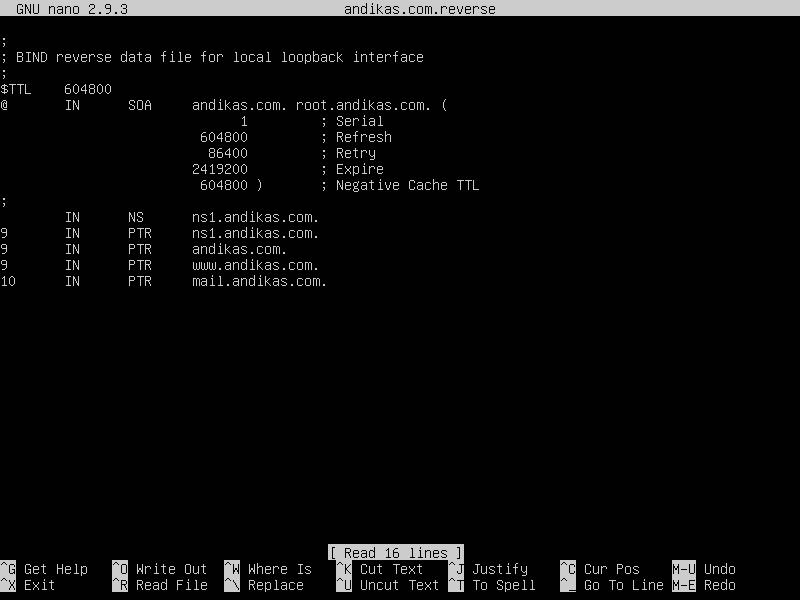 GNU nano 2.9.3 andikas.com.reverse
;
; BIND reverse data file for local loopback interface
;
$TTL 604800
@ IN SOA andikas.com. root.andikas.com. (
1 ; Serial
604800 ; Refresh
86400 ; Retry
2419200 ; Expire
604800 ) ; Negative Cache TTL
;
IN NS ns1.andikas.com.
9 IN PTR ns1.andikas.com.
9 IN PTR andikas.com.
9 IN PTR www.andikas.com.
10 IN PTR mail.andikas.com.
[ Read 16 lines ]
^G Get Help ^O Write Out ^W Where Is ^K Cut Text ^J Justify ^C Cur Pos M-U Undo
^X Exit ^R Read File ^\ Replace ^U Uncut Text ^T To Spell ^_ Go To Line M-E Redo